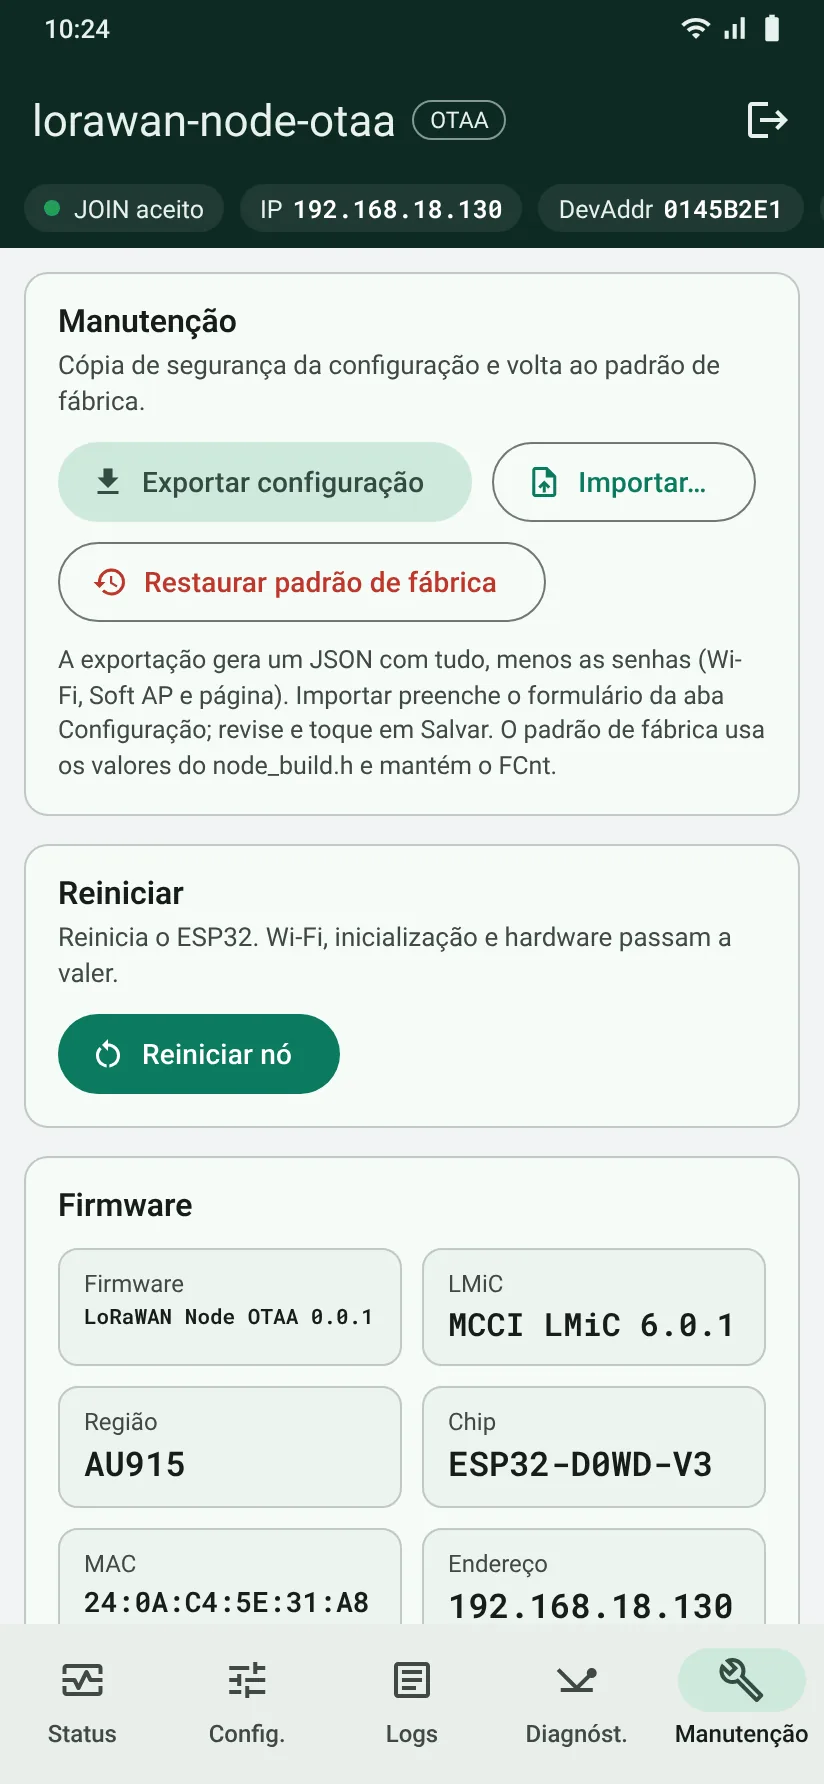 10:24
lorawan-node-otaa OTAA
JOIN aceito IP 192.168.18.130 DevAddr 0145B2E1
Manutenção
Cópia de segurança da configuração e volta ao padrão de
fábrica.
Exportar configuração Importar...
Restaurar padrão de fábrica
A exportação gera um JSON com tudo, menos as senhas (Wi-
Fi, Soft AP e página). Importar preenche o formulário da aba
Configuração; revise e toque em Salvar. O padrão de fábrica usa
os valores do node_build.h e mantém o FCnt.
Reiniciar
Reinicia o ESP32. Wi-Fi, inicialização e hardware passam a
valer.
Reiniciar nó
Firmware
Firmware LMiC
LoRaWAN Node OTAA 0.0.1 MCCI LMiC 6.0.1
Região Chip
AU915 ESP32-D0WD-V3
MAC Endereço
24:0A:C4:5E:31:A8 192.168.18.130
Status Config. Logs Diagnóst. Manutenção